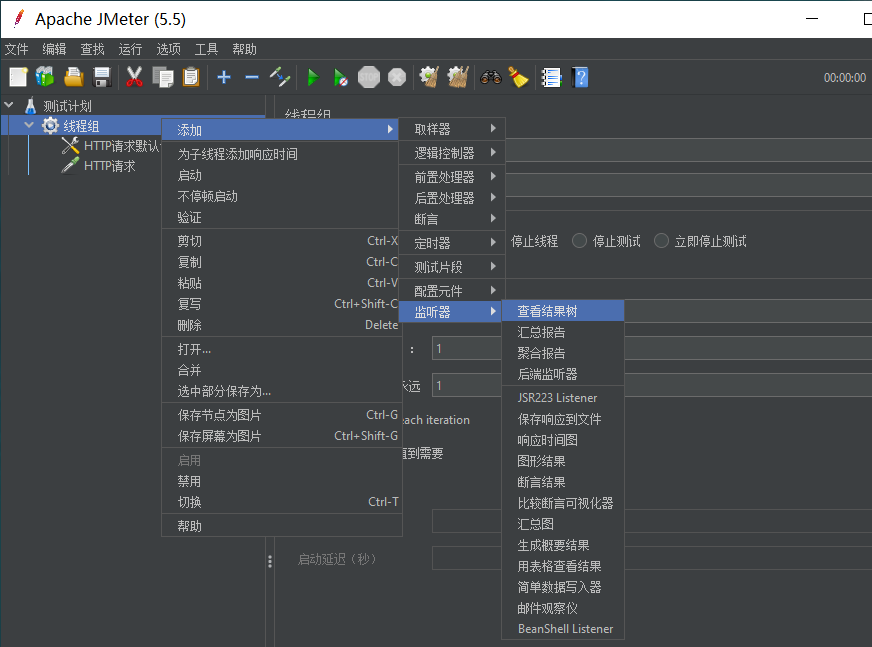 Apache JMeter (5.5)
文件 编辑 查找 运行 选项 工具 帮助
STOP
00:00:00
测试计划
线程组
HTTP请求默认
HTTP请求
线程组
添加
为子线程添加响应时间
启动
不停顿启动
验证
剪切 Ctrl-X
复制 Ctrl-C
粘贴 Ctrl-V
复写 Ctrl+Shift-C
删除 Delete
打开...
合并
选中部分保存为...
保存节点为图片 Ctrl-G
保存屏幕为图片 Ctrl+Shift-G
启用
禁用
切换 Ctrl-T
帮助
取样器
逻辑控制器
前置处理器
后置处理器
断言
定时器
测试片段
配置元件
监听器
停止线程 停止测试 立即停止测试
: 1
永远 1
each iteration
直到需要
启动延迟（秒）
查看结果树
汇总报告
聚合报告
后端监听器
JSR223 Listener
保存响应到文件
响应时间图
图形结果
断言结果
比较断言可视化器
汇总图
生成概要结果
用表格查看结果
简单数据写入器
邮件观察仪
BeanShell Listener